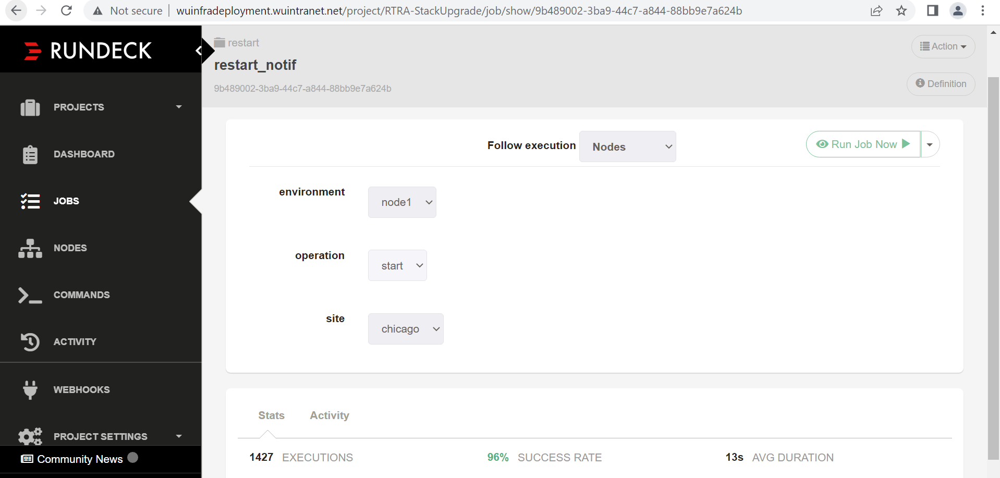 Not secure | wuinfradeployment.wuintranet.net/project/RTRA-StackUpgrade/job/show/9b489002-3ba9-44c7-a844-88bb9e7a624b
RUNDECK
PROJECTS
DASHBOARD
JOBS
NODES
COMMANDS
ACTIVITY
WEBHOOKS
PROJECT SETTINGS
Community News
restart
restart_notif
9b489002-3ba9-44c7-a844-88bb9e7a624b
Action
Definition
Follow execution Nodes
Run Job Now
environment node1
operation start
site chicago
Stats Activity
1427 EXECUTIONS 96% SUCCESS RATE 13s AVG DURATION